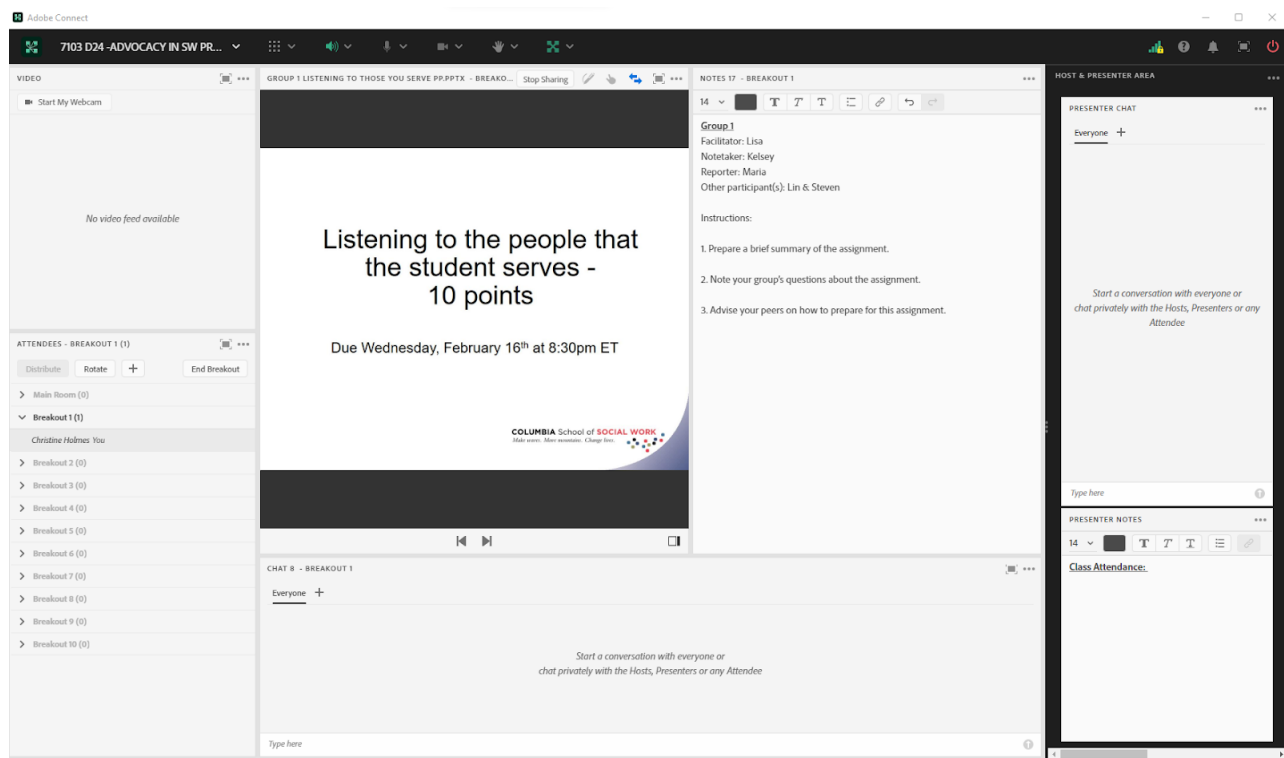 Adobe Connect
7103 D24 -ADVOCACY IN SW PR...
VIDEO
Start My Webcam
No video feed available
ATTENDEES - BREAKOUT 1 (1)
Distribute
Rotate
End Breakout
Main Room (0)
Breakout 1 (1)
Christine Holmes You
Breakout 2 (0)
Breakout 3 (0)
Breakout 4 (0)
Breakout 5 (0)
Breakout 6 (0)
Breakout 7 (0)
Breakout 8 (0)
Breakout 9 (0)
Breakout 10 (0)
GROUP 1 LISTENING TO THOSE YOU SERVE PP.PPTX - BREAKO...
Stop Sharing
Listening to the people that
the student serves -
10 points
Due Wednesday, February 16th at 8:30pm ET
COLUMBIA School of SOCIAL WORK
Make waves. Move mountains. Change lives.
CHAT 8 - BREAKOUT 1
Everyone
Start a conversation with everyone or
chat privately with the Hosts, Presenters or any Attendee
Type here
NOTES 17 - BREAKOUT 1
14
T T T
Group 1
Facilitator: Lisa
Notetaker: Kelsey
Reporter: Maria
Other participant(s): Lin & Steven
Instructions:
1. Prepare a brief summary of the assignment.
2. Note your group's questions about the assignment.
3. Advise your peers on how to prepare for this assignment.
HOST & PRESENTER AREA
PRESENTER CHAT
Everyone
Start a conversation with everyone or
chat privately with the Hosts, Presenters or any
Attendee
Type here
PRESENTER NOTES
14
T T T
Class Attendance: